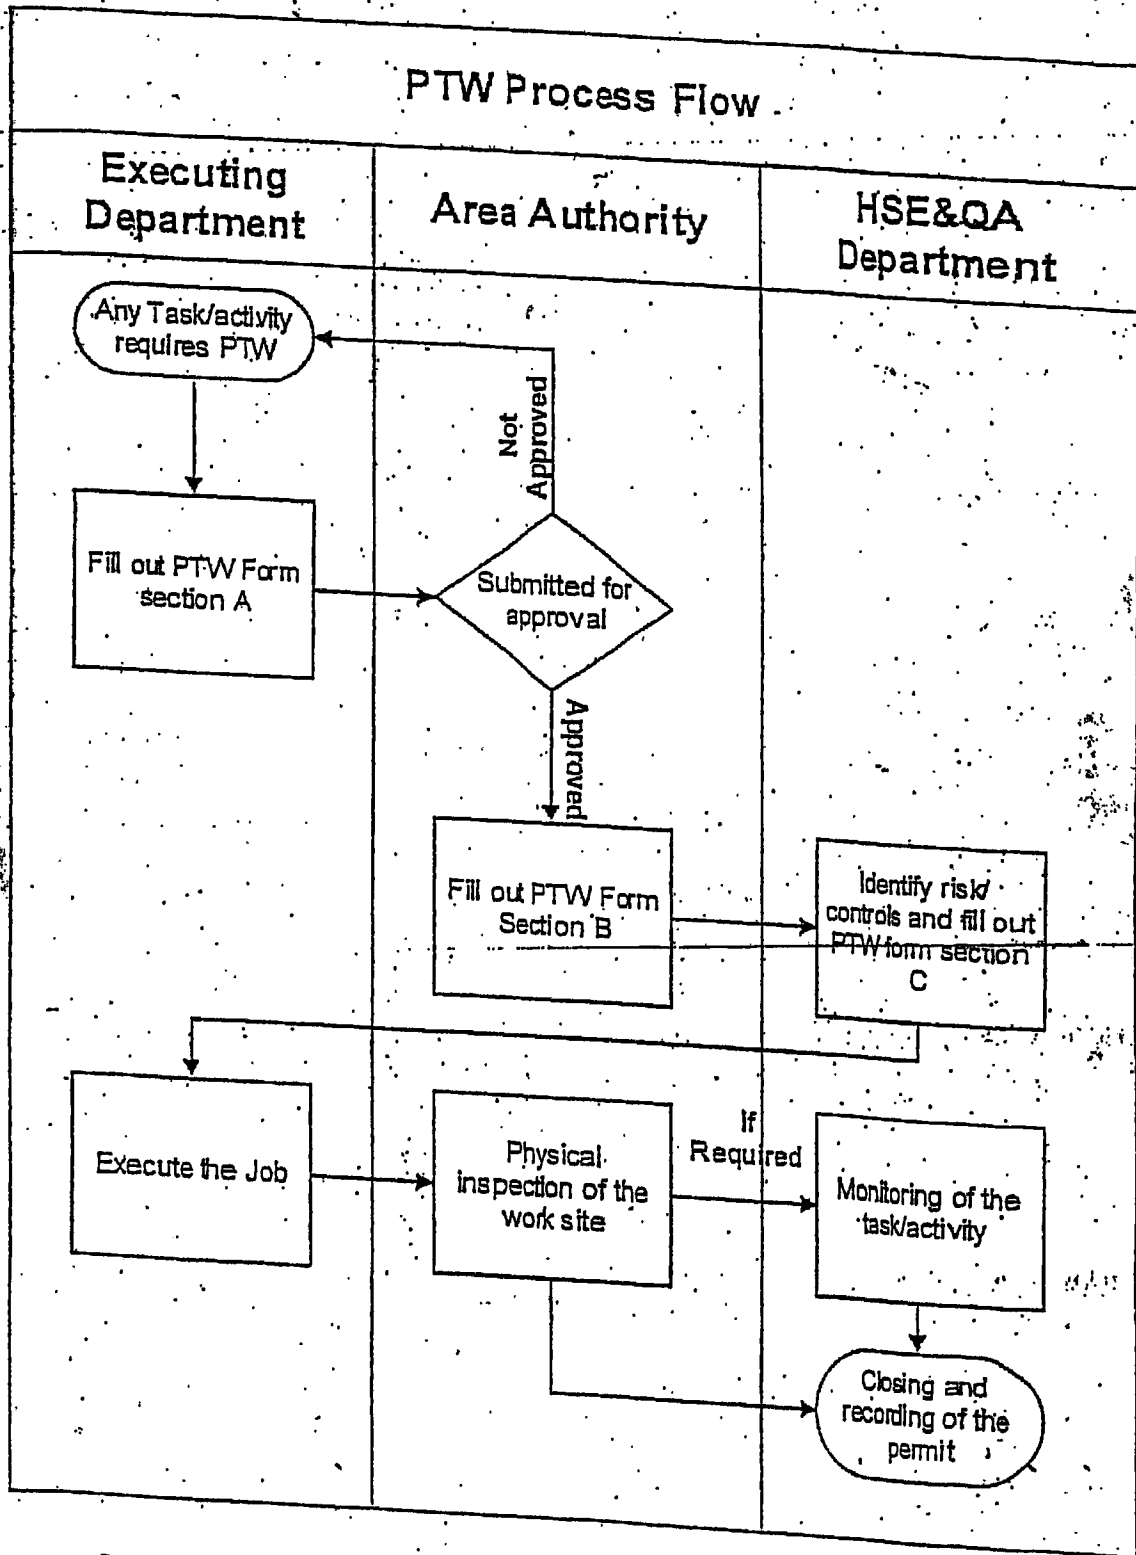 PTW Process Flow
Executing
Department
Area Authority
HSE&QA
Department
Any Task/activity
requires PTW
Not
Approved
Fill out PTW Form
section A
Submitted for
approval
Approved
Fill out PTW Form
Section B
Identify risk/
controls and fill out
PTW form section
C
Execute the Job
Physical
inspection of the
work site
If
Required
Monitoring of the
task/activity
Closing and
recording of the
permit